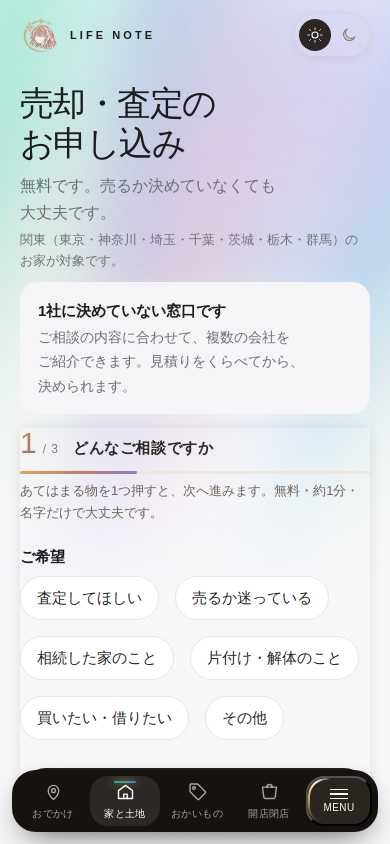 LIFE NOTE
売却・査定の
お申し込み
無料です。売るか決めていなくても
大丈夫です。
関東（東京・神奈川・埼玉・千葉・茨城・栃木・群馬）の
お家が対象です。
1社に決めていない窓口です
ご相談の内容に合わせて、複数の会社を
ご紹介できます。見積りをくらべてから、
決められます。
1 / 3 どんなご相談ですか
あてはまる物を1つ押すと、次へ進みます。無料・約1分・
名字だけで大丈夫です。
ご希望
査定してほしい 売るか迷っている
相続した家のこと 片付け・解体のこと
買いたい・借りたい その他
おでかけ 家と土地 おかいもの 開店閉店 MENU